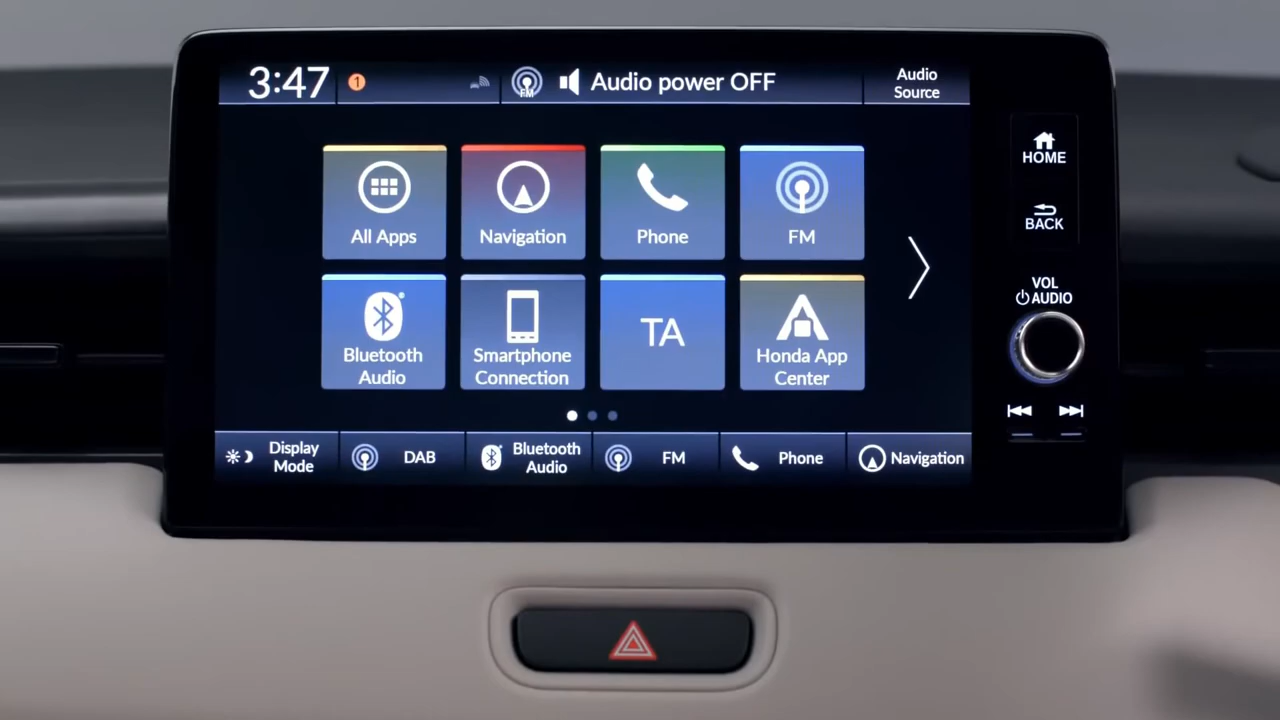 3:47
1
FM
Audio power OFF
Audio
Source
All Apps
Navigation
Phone
FM
Bluetooth
Audio
Smartphone
Connection
TA
Honda App
Center
Display
Mode
DAB
Bluetooth
Audio
FM
Phone
Navigation
HOME
BACK
VOL
AUDIO